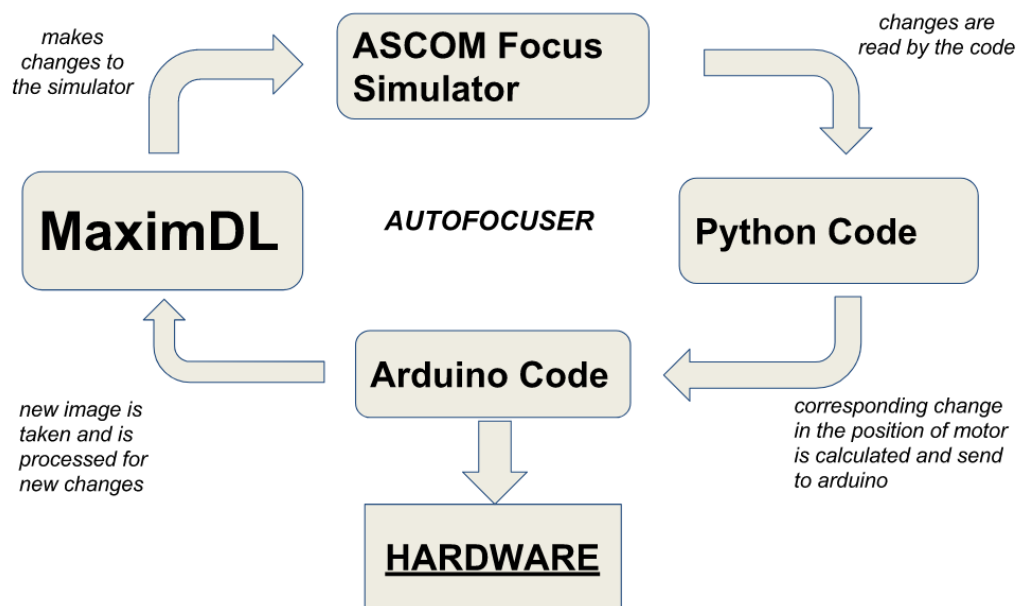 makes
changes to
the simulator
ASCOM Focus
Simulator
changes are
read by the code
MaximDL
AUTOFOCUSER
Python Code
Arduino Code
new image is
taken and is
processed for
new changes
corresponding change
in the position of motor
is calculated and send
to arduino
HARDWARE